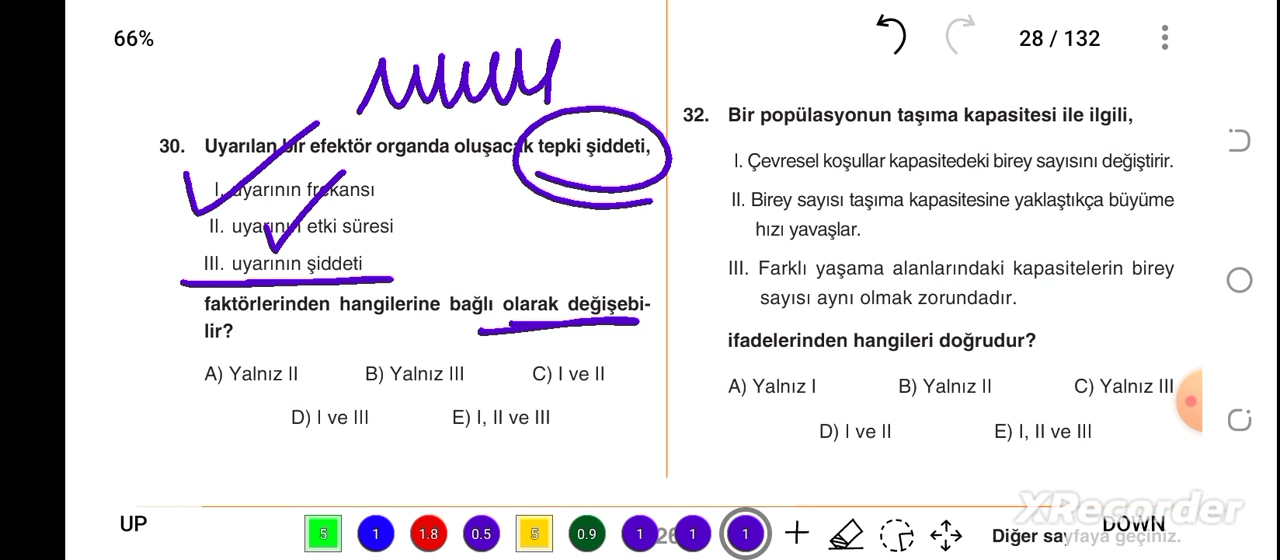 66%
28 / 132
30. Uyarılan bir efektör organda oluşacak tepki şiddeti,
I. uyarının frekansı
II. uyarının etki süresi
III. uyarının şiddeti
faktörlerinden hangilerine bağlı olarak değişebi-
lir?
A) Yalnız II B) Yalnız III C) I ve II
D) I ve III E) I, II ve III
32. Bir popülasyonun taşıma kapasitesi ile ilgili,
I. Çevresel koşullar kapasitedeki birey sayısını değiştirir.
II. Birey sayısı taşıma kapasitesine yaklaştıkça büyüme
hızı yavaşlar.
III. Farklı yaşama alanlarındaki kapasitelerin birey
sayısı aynı olmak zorundadır.
ifadelerinden hangileri doğrudur?
A) Yalnız I B) Yalnız II C) Yalnız III
D) I ve II E) I, II ve III
UP 5 1 1.8 0.5 5 0.9 1 1 1 Diğer sayfaya geçiniz. DOWN
XRecorder